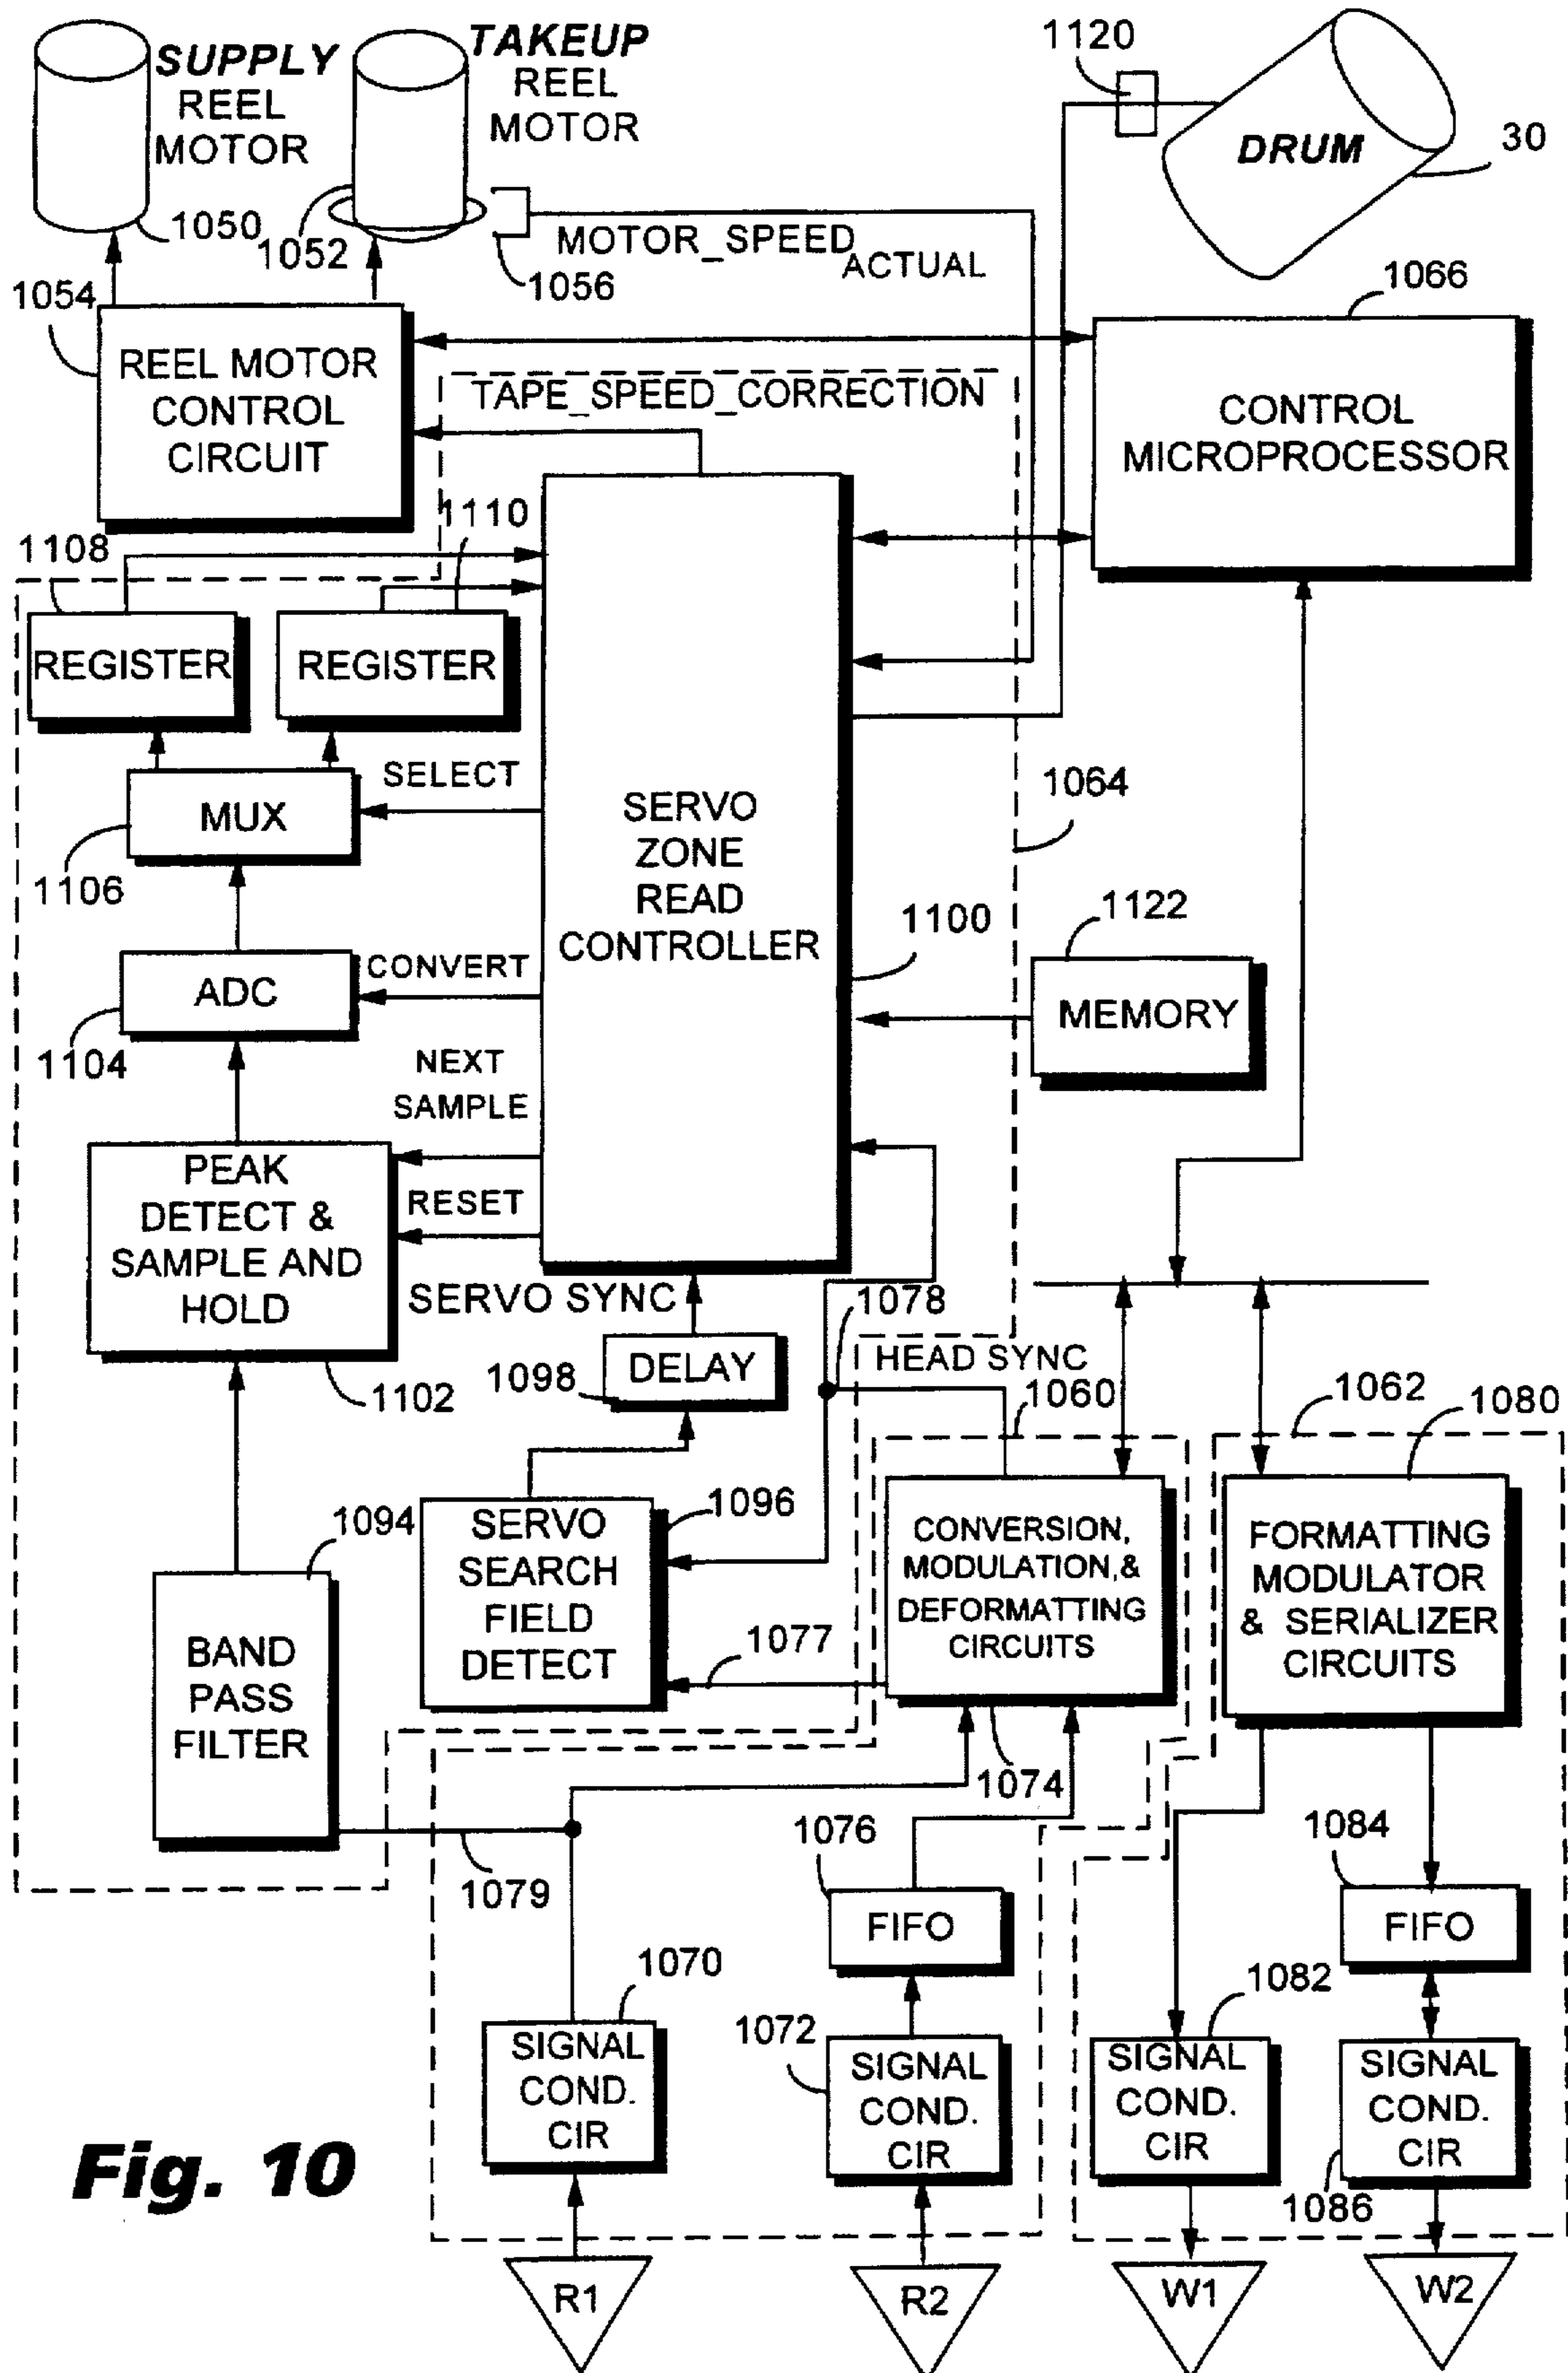 SUPPLY
REEL
MOTOR
TAKEUP
REEL
MOTOR
1120
DRUM
30
1050
1052
1056
MOTOR_SPEED ACTUAL
1054
1066
REEL MOTOR
CONTROL
CIRCUIT
TAPE_SPEED_CORRECTION
CONTROL
MICROPROCESSOR
1108
1110
REGISTER
REGISTER
SELECT
MUX
1106
SERVO
ZONE
READ
CONTROLLER
1064
1100
1122
CONVERT
ADC
1104
MEMORY
NEXT
SAMPLE
PEAK
DETECT &
SAMPLE AND
HOLD
RESET
SERVO SYNC
1078
1102
1098
DELAY
HEAD SYNC
1060
1062
1080
1094
1096
SERVO
SEARCH
FIELD
DETECT
CONVERSION,
MODULATION,&
DEFORMATTING
CIRCUITS
FORMATTING
MODULATOR
& SERIALIZER
CIRCUITS
1077
BAND
PASS
FILTER
1074
1079
1076
FIFO
1084
FIFO
1070
SIGNAL
COND.
CIR
1072
SIGNAL
COND.
CIR
1082
SIGNAL
COND.
CIR
SIGNAL
COND.
CIR
1086
Fig. 10
R1
R2
W1
W2